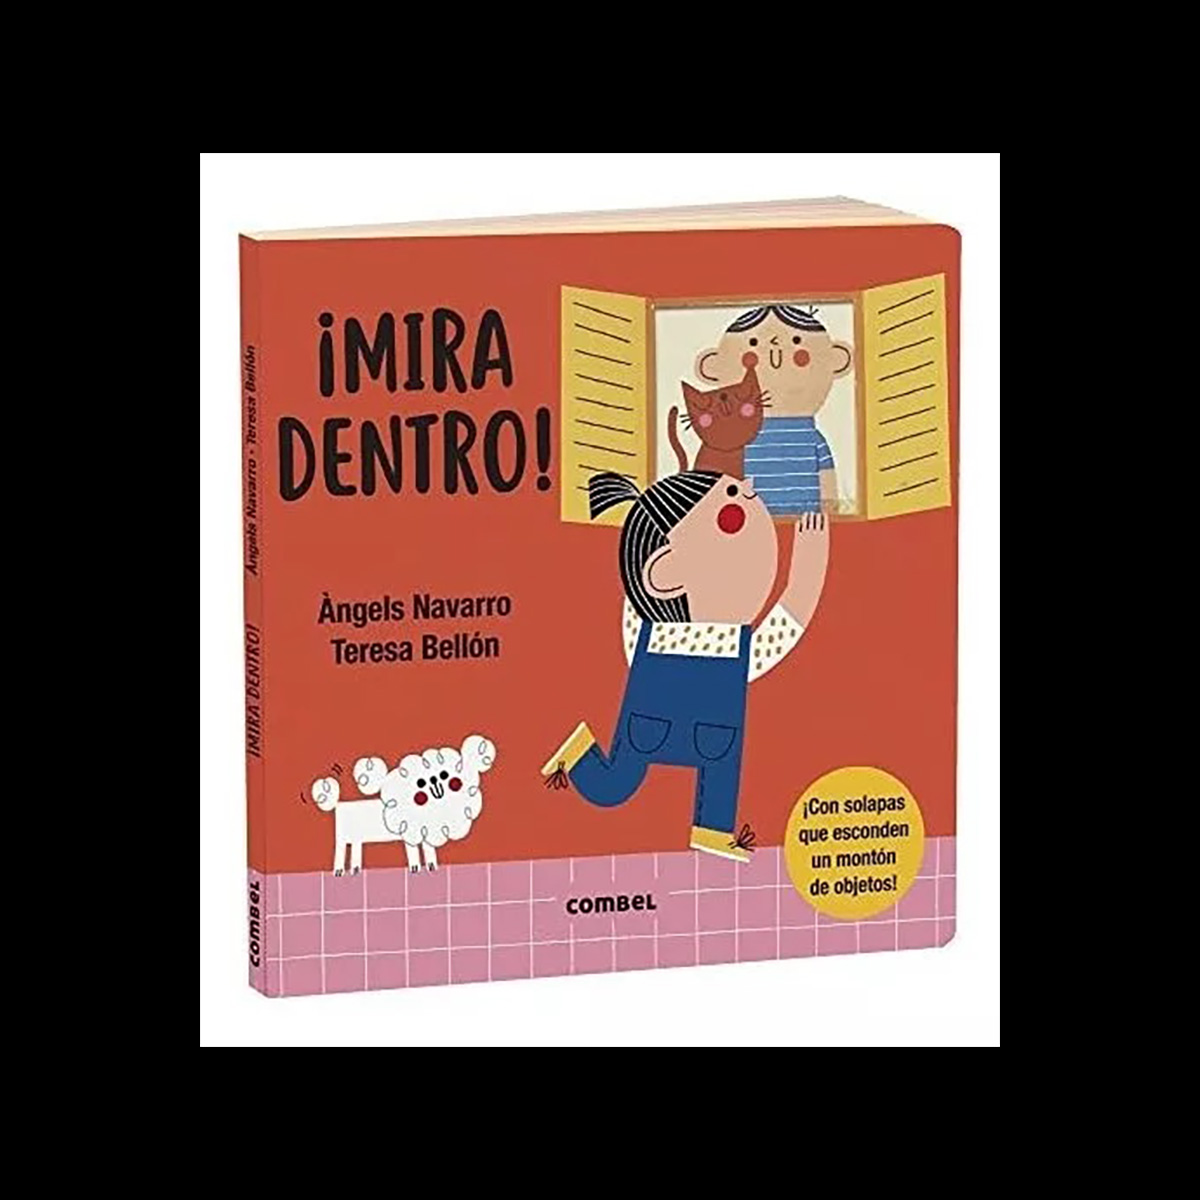 ¡MIRA
DENTRO!
Àngels Navarro
Teresa Bellón
¡Con solapas
que esconden
un montón
de objetos!
COMBEL
Àngels Navarro · Teresa Bellón
¡MIRA DENTRO!
COMBEL